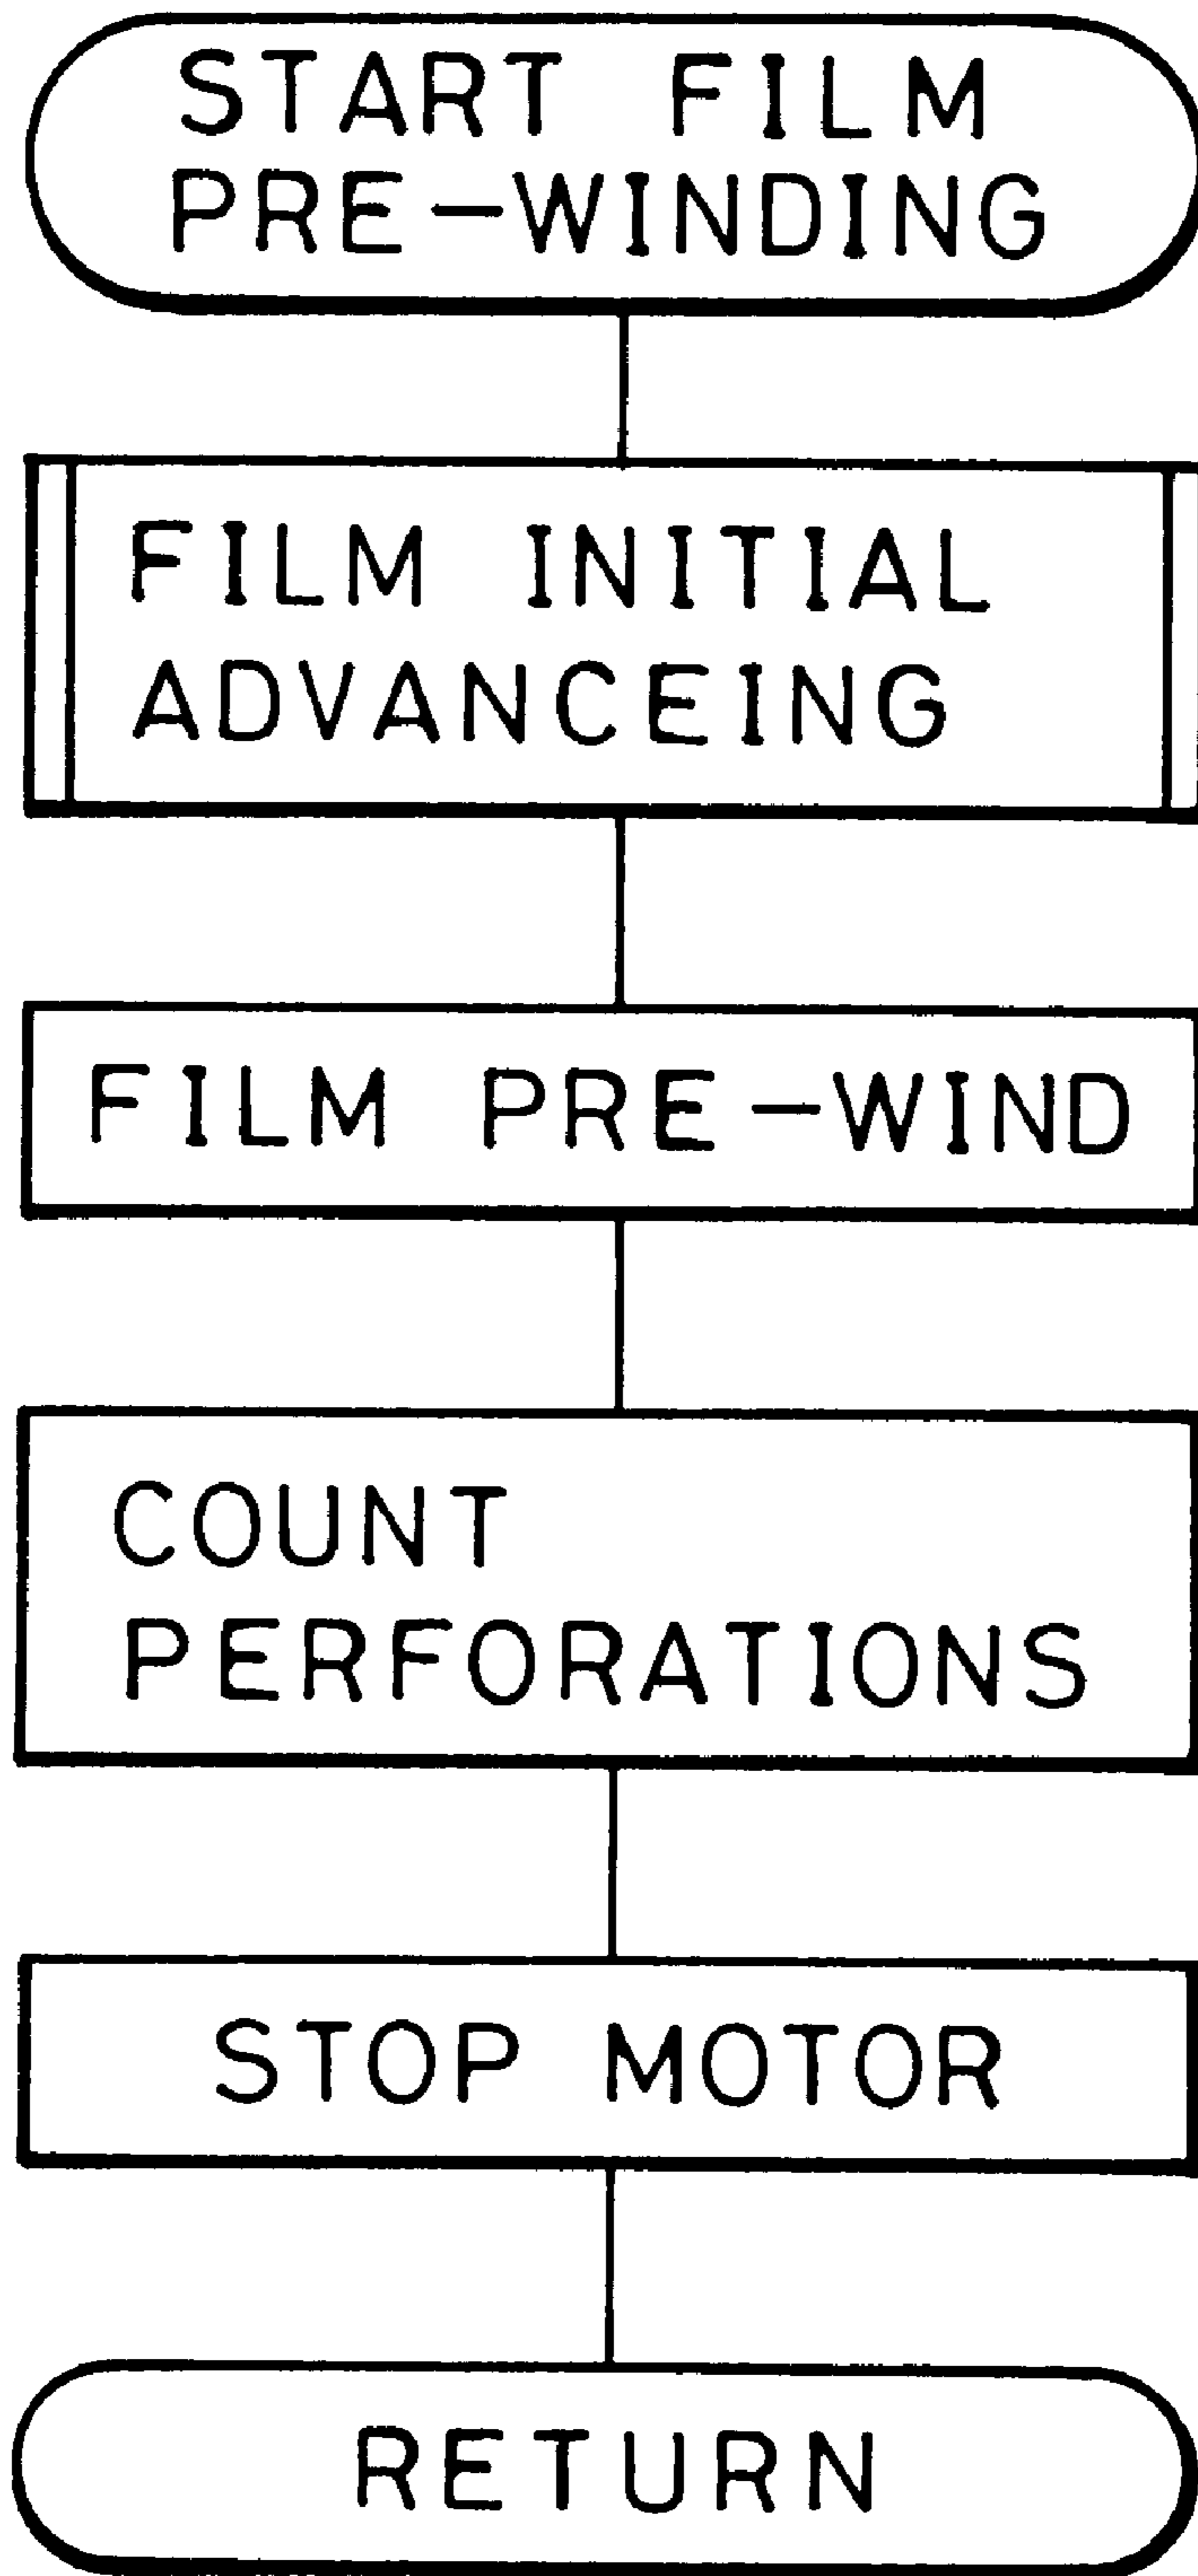 START FILM
PRE-WINDING
FILM INITIAL
ADVANCEING
FILM PRE-WIND
COUNT
PERFORATIONS
STOP MOTOR
RETURN